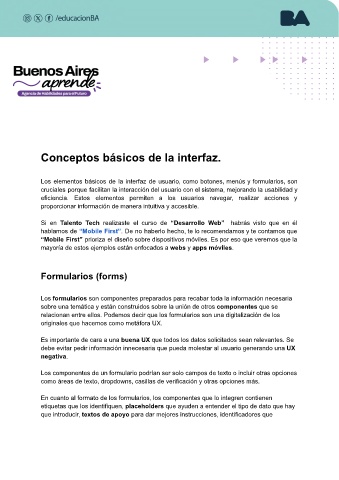 /educacionBA
BA
Buenos Aires
aprende
Agencia de Habilidades para el Futuro
Conceptos básicos de la interfaz.
Los elementos básicos de la interfaz de usuario, como botones, menús y formularios, son
cruciales porque facilitan la interacción del usuario con el sistema, mejorando la usabilidad y
eficiencia. Estos elementos permiten a los usuarios navegar, realizar acciones y
proporcionar información de manera intuitiva y accesible.
Si en Talento Tech realizaste el curso de “Desarrollo Web” habrás visto que en él
hablamos de “Mobile First”. De no haberlo hecho, te lo recomendamos y te contamos que
“Mobile First” prioriza el diseño sobre dispositivos móviles. Es por eso que veremos que la
mayoría de estos ejemplos están enfocados a webs y apps móviles.
Formularios (forms)
Los formularios son componentes preparados para recabar toda la información necesaria
sobre una temática y están construidos sobre la unión de otros componentes que se
relacionan entre ellos. Podemos decir que los formularios son una digitalización de los
originales que hacemos como metáfora UX.
Es importante de cara a una buena UX que todos los datos solicitados sean relevantes. Se
debe evitar pedir información innecesaria que pueda molestar al usuario generando una UX
negativa.
Los componentes de un formulario podrían ser solo campos de texto o incluir otras opciones
como áreas de texto, dropdowns, casillas de verificación y otras opciones más.
En cuanto al formato de los formularios, los componentes que lo integren contienen
etiquetas que los identifiquen, placeholders que ayuden a entender el tipo de dato que hay
que introducir, textos de apoyo para dar mejores instrucciones, identificadores que